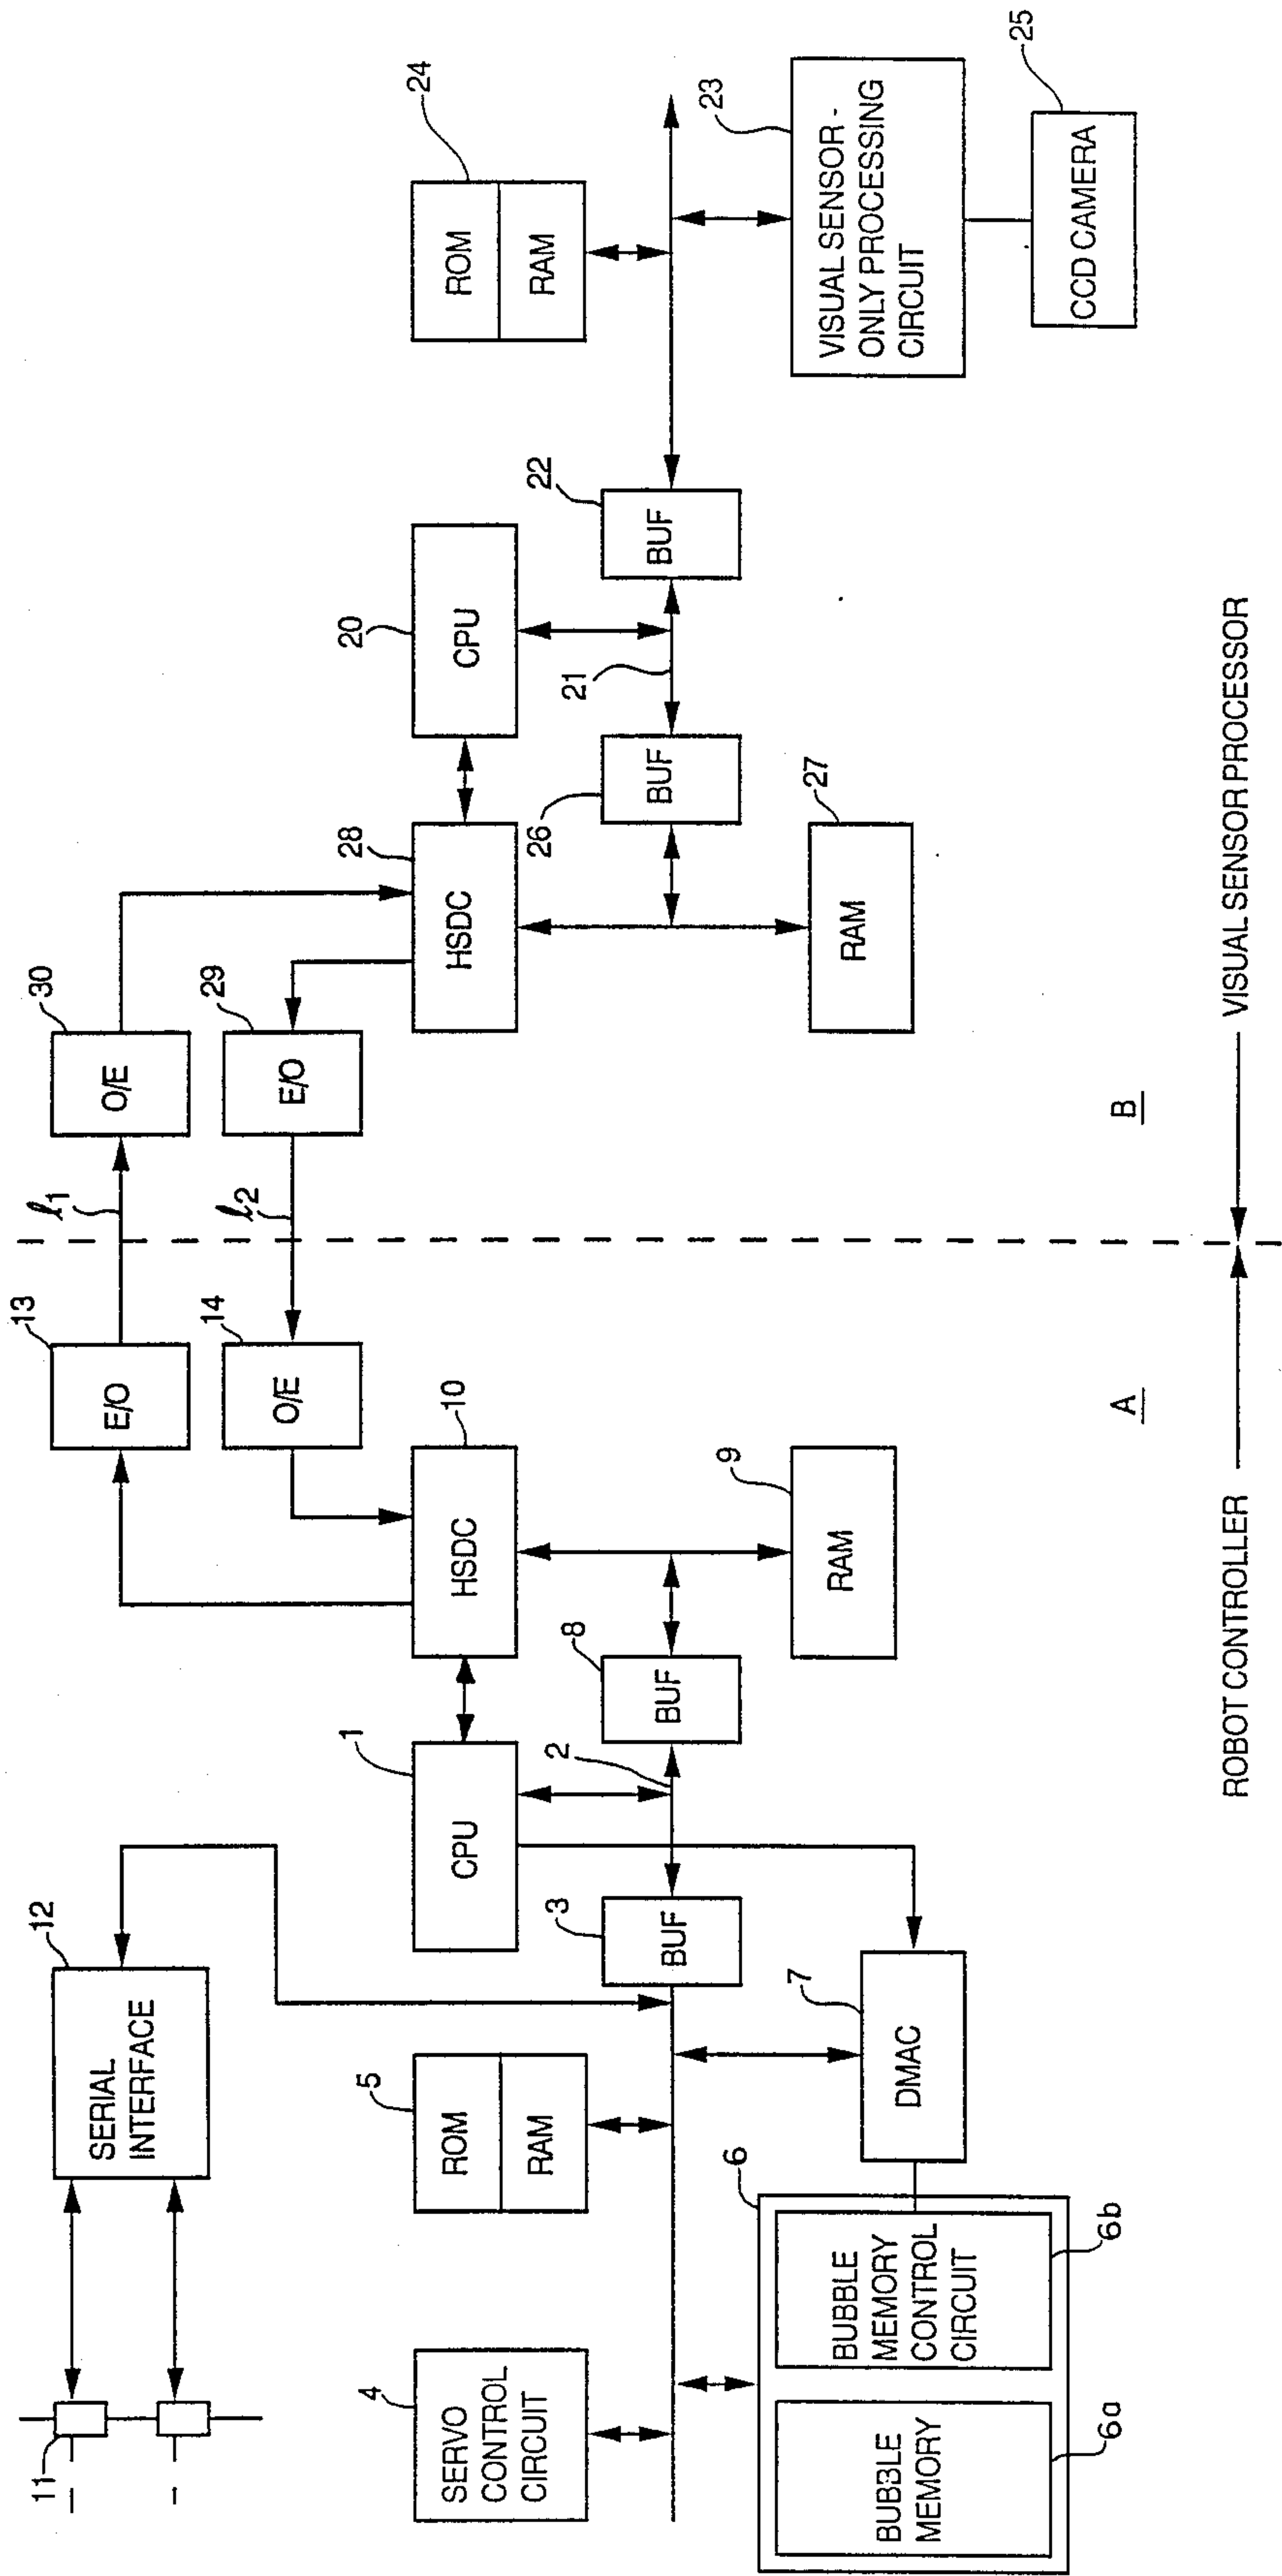 11
12
SERIAL
INTERFACE
13
E/O
ℓ1
30
O/E
14
O/E
ℓ2
29
E/O
4
SERVO
CONTROL
CIRCUIT
5
ROM
RAM
1
CPU
10
HSDC
28
HSDC
20
CPU
24
ROM
RAM
3
BUF
2
8
BUF
26
BUF
21
22
BUF
6
BUBBLE
MEMORY
6a
BUBBLE
MEMORY
CONTROL
CIRCUIT
6b
7
DMAC
9
RAM
27
RAM
23
VISUAL SENSOR -
ONLY PROCESSING
CIRCUIT
25
CCD CAMERA
A
B
ROBOT CONTROLLER
VISUAL SENSOR PROCESSOR